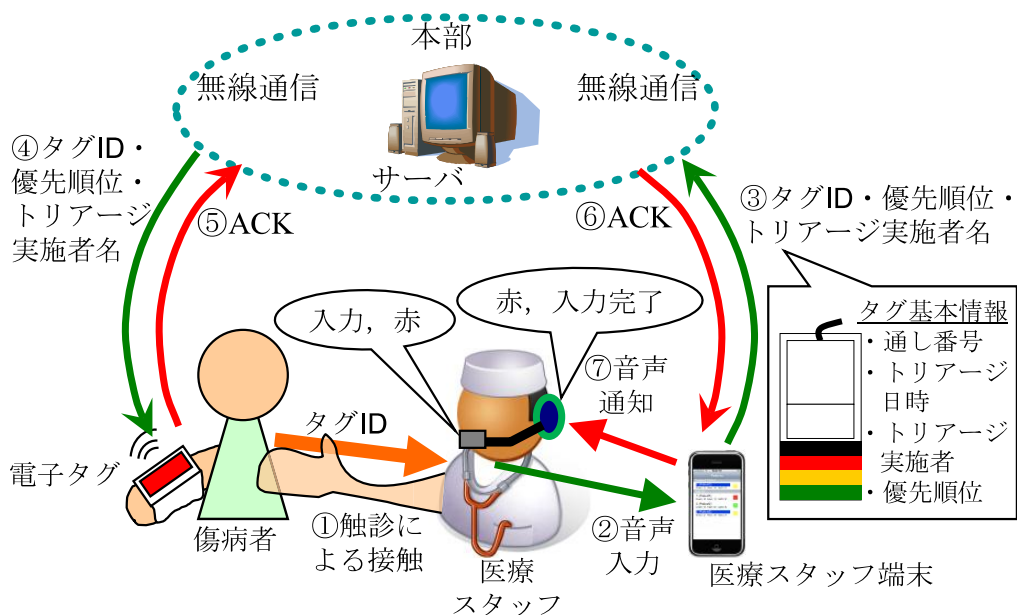 本部
無線通信
無線通信
サーバ
④タグID・
優先順位・
トリアージ
実施者名
⑤ACK
⑥ACK
③タグID・優先順位・
トリアージ実施者名
入力，赤
赤，入力完了
タグ基本情報
・通し番号
・トリアージ
日時
・トリアージ
実施者
・優先順位
⑦音声
通知
タグID
電子タグ
傷病者
①触診に
よる接触
医療
スタッフ
②音声
入力
医療スタッフ端末